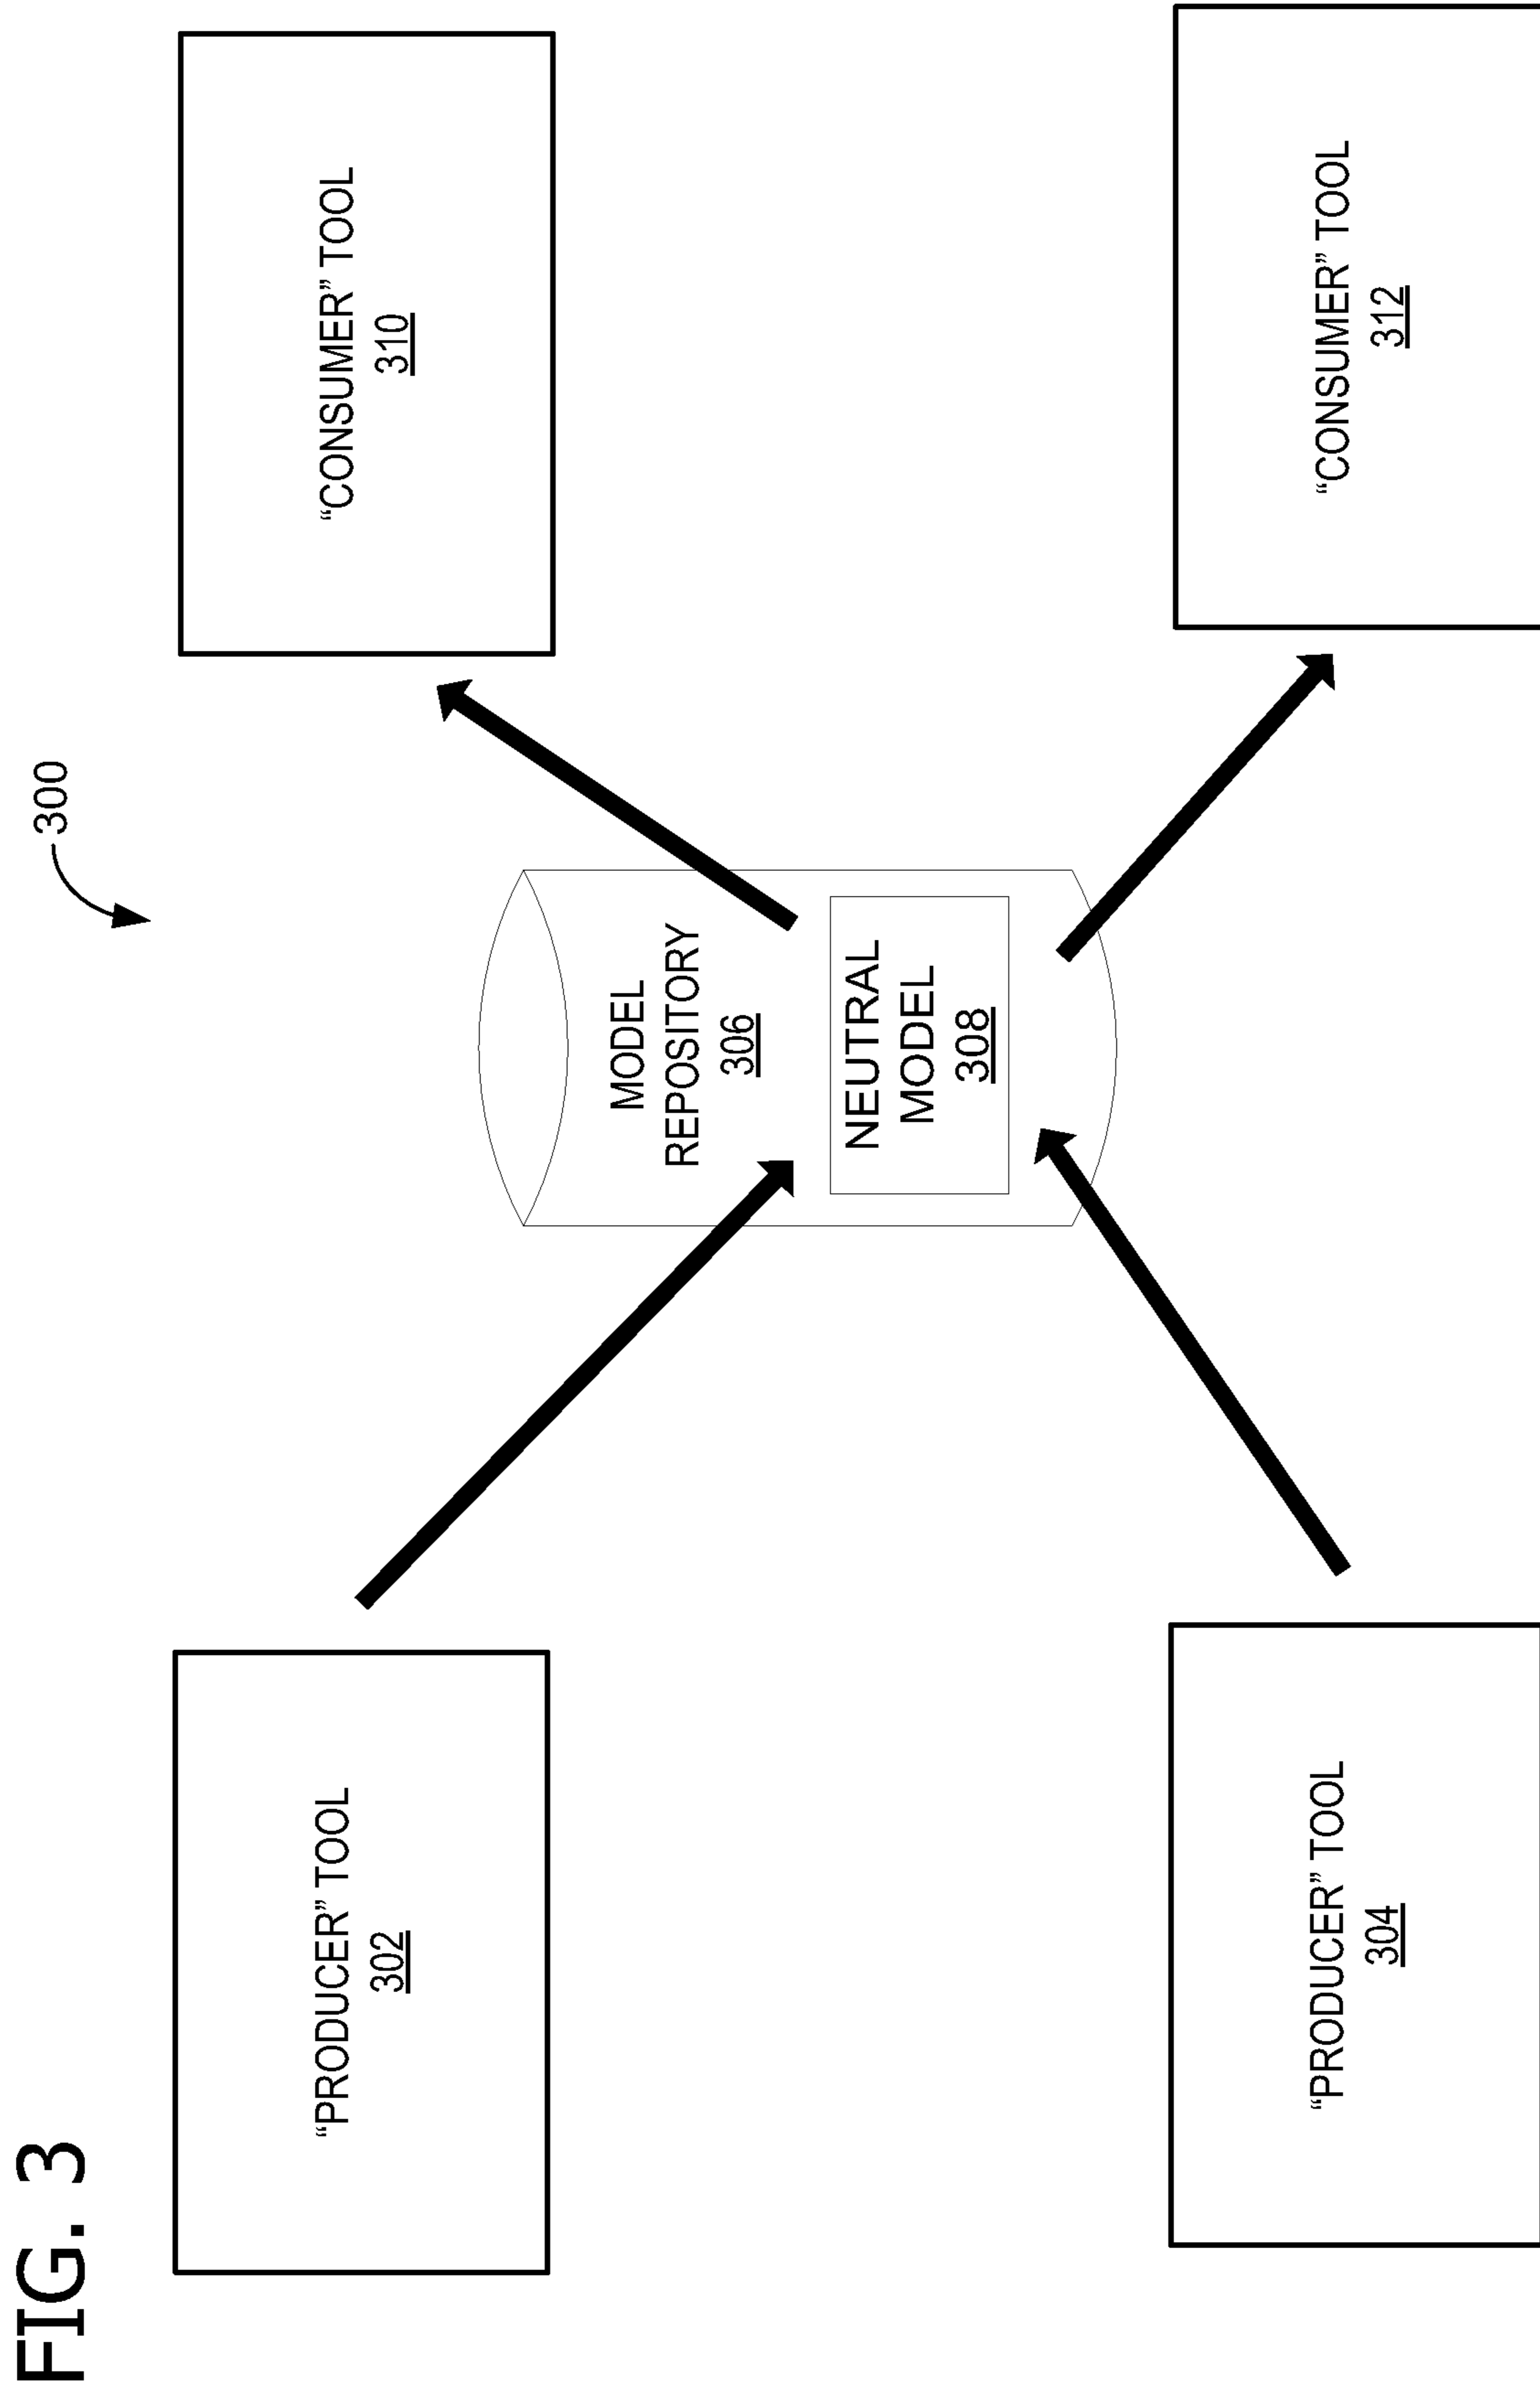 FIG. 3
300
“PRODUCER” TOOL
302
“CONSUMER” TOOL
310
MODEL
REPOSITORY
306
NEUTRAL
MODEL
308
“PRODUCER” TOOL
304
“CONSUMER” TOOL
312